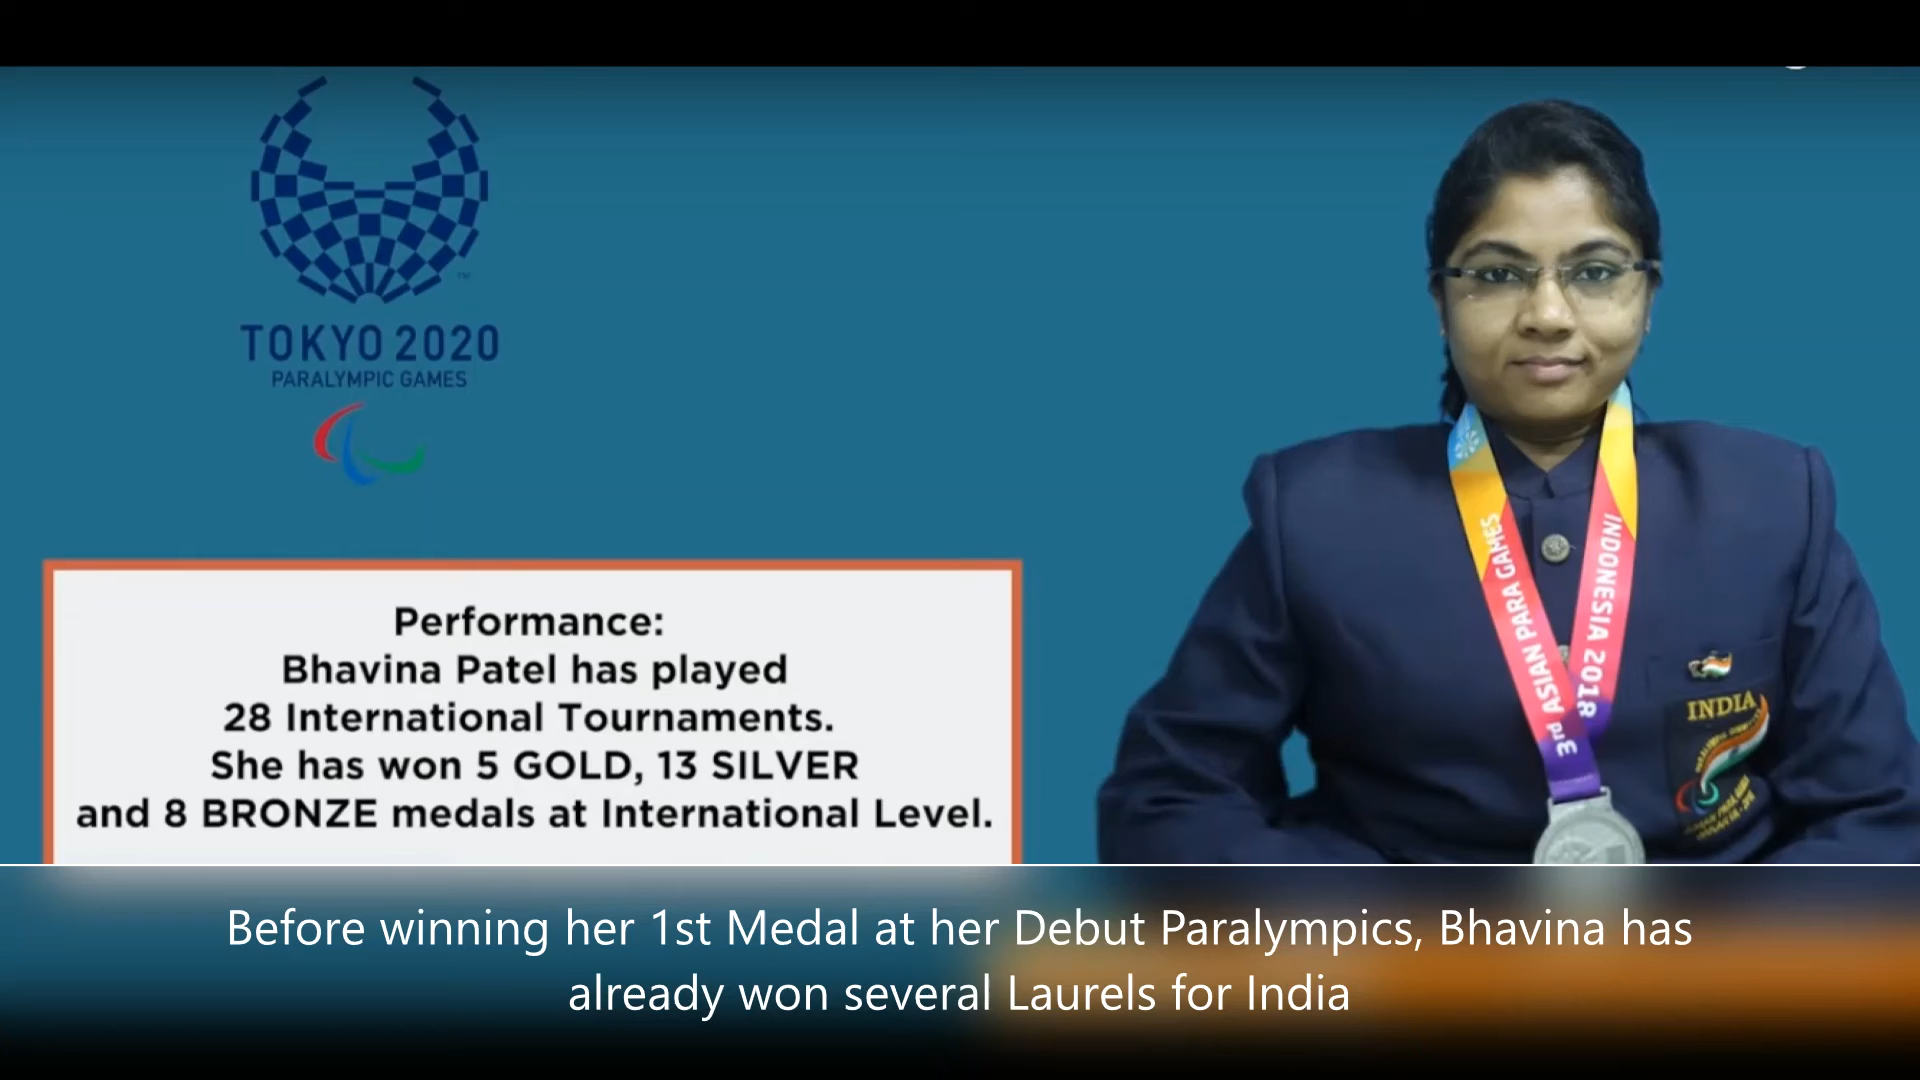 TOKYO 2020
PARALYMPIC GAMES
Performance:
Bhavina Patel has played
28 International Tournaments.
She has won 5 GOLD, 13 SILVER
and 8 BRONZE medals at International Level.
3rd ASIAN PARA GAMES
INDONESIA 2018
INDIA
Before winning her 1st Medal at her Debut Paralympics, Bhavina has
already won several Laurels for India